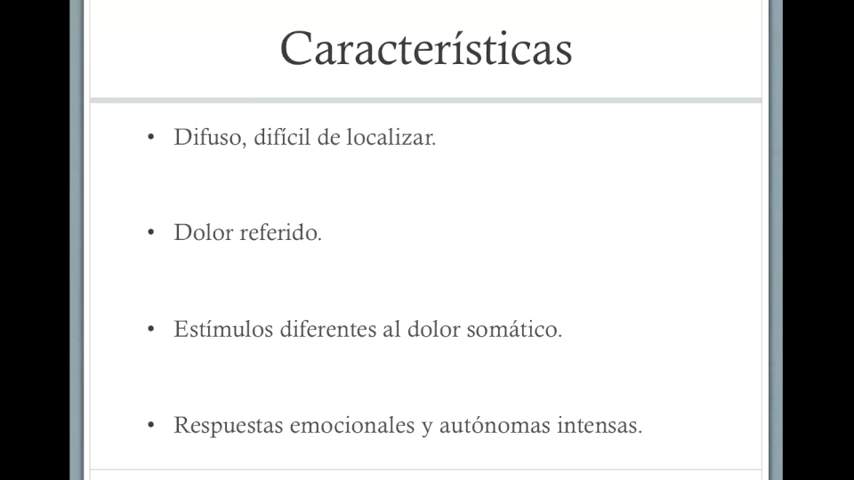 Características
• Difuso, difícil de localizar.
• Dolor referido.
• Estímulos diferentes al dolor somático.
• Respuestas emocionales y autónomas intensas.